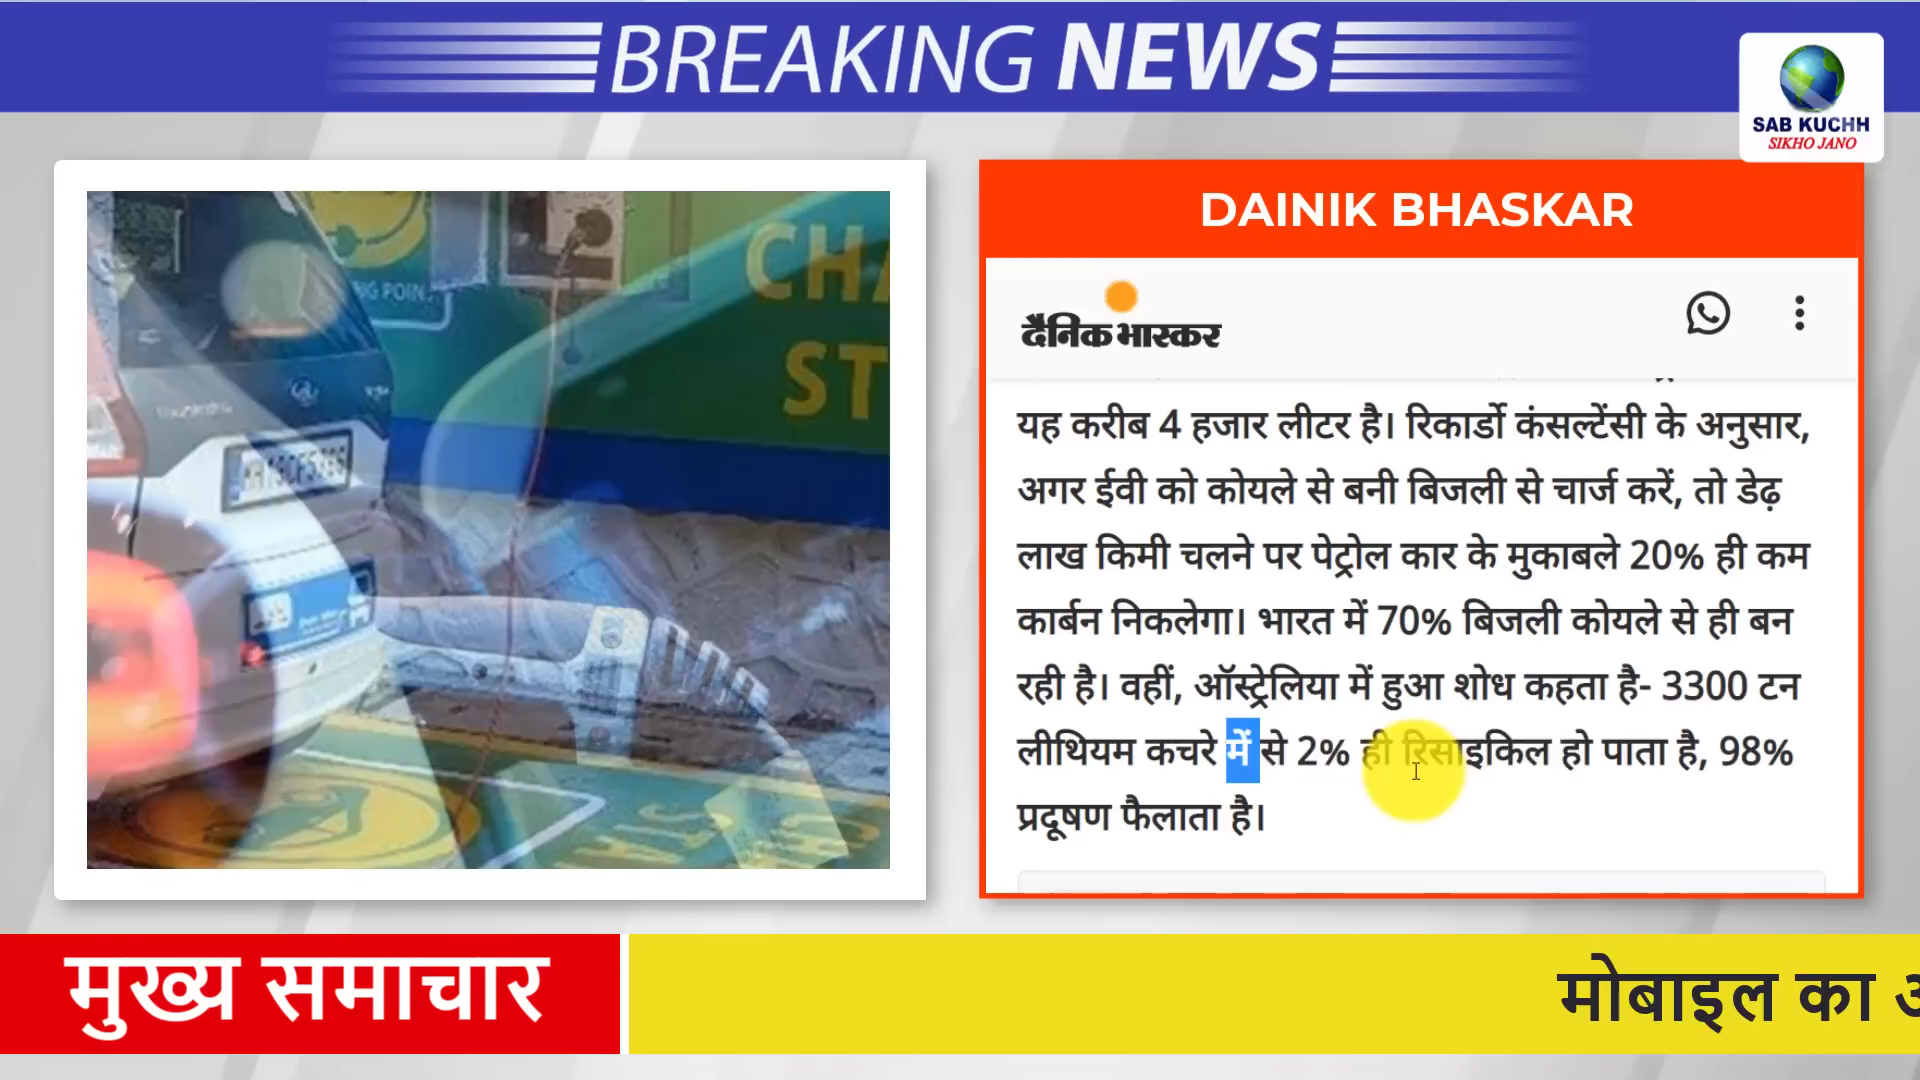 BREAKING NEWS
SAB KUCHH
SIKHO JANO
DAINIK BHASKAR
दैनिक भास्कर
यह करीब 4 हजार लीटर है। रिकार्डो कंसल्टेंसी के अनुसार,
अगर ईवी को कोयले से बनी बिजली से चार्ज करें, तो डेढ़
लाख किमी चलने पर पेट्रोल कार के मुकाबले 20% ही कम
कार्बन निकलेगा। भारत में 70% बिजली कोयले से ही बन
रही है। वहीं, ऑस्ट्रेलिया में हुआ शोध कहता है- 3300 टन
लीथियम कचरे में से 2% ही रिसाइकिल हो पाता है, 98%
प्रदूषण फैलाता है।
CHA
ST
मुख्य समाचार
मोबाइल का